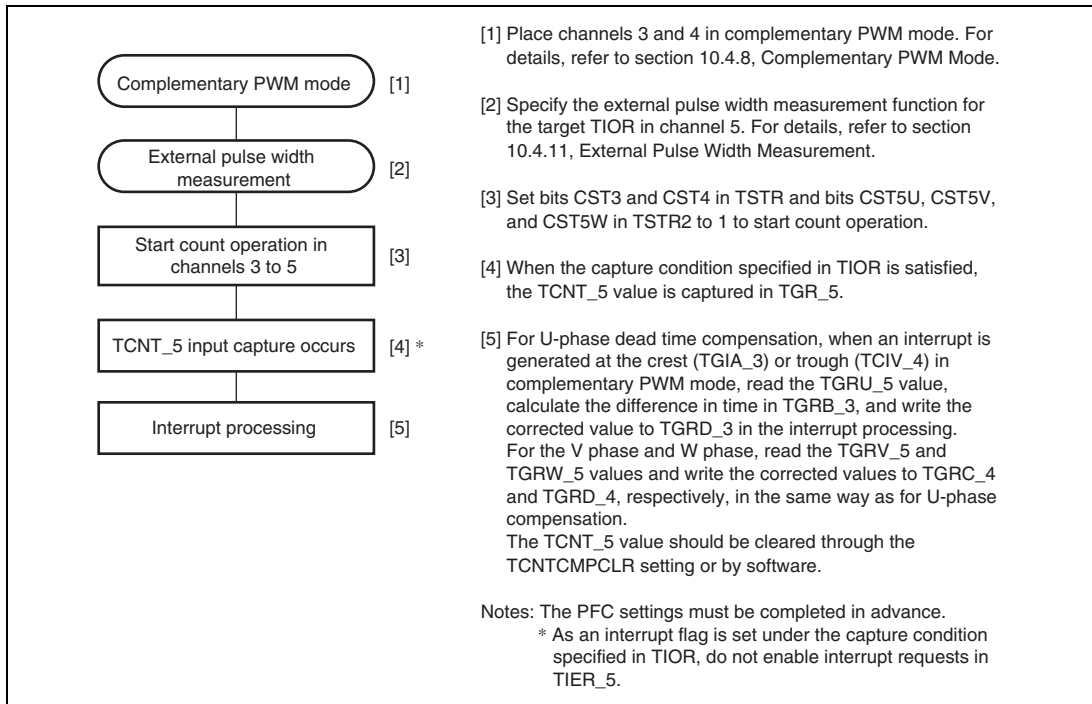 Complementary PWM mode [1]
External pulse width
measurement [2]
Start count operation in
channels 3 to 5 [3]
TCNT_5 input capture occurs [4] *
Interrupt processing [5]
[1] Place channels 3 and 4 in complementary PWM mode. For
details, refer to section 10.4.8, Complementary PWM Mode.
[2] Specify the external pulse width measurement function for
the target TIOR in channel 5. For details, refer to section
10.4.11, External Pulse Width Measurement.
[3] Set bits CST3 and CST4 in TSTR and bits CST5U, CST5V,
and CST5W in TSTR2 to 1 to start count operation.
[4] When the capture condition specified in TIOR is satisfied,
the TCNT_5 value is captured in TGR_5.
[5] For U-phase dead time compensation, when an interrupt is
generated at the crest (TGIA_3) or trough (TCIV_4) in
complementary PWM mode, read the TGRU_5 value,
calculate the difference in time in TGRB_3, and write the
corrected value to TGRD_3 in the interrupt processing.
For the V phase and W phase, read the TGRV_5 and
TGRW_5 values and write the corrected values to TGRC_4
and TGRD_4, respectively, in the same way as for U-phase
compensation.
The TCNT_5 value should be cleared through the
TCNTCMPCLR setting or by software.
Notes: The PFC settings must be completed in advance.
* As an interrupt flag is set under the capture condition
specified in TIOR, do not enable interrupt requests in
TIER_5.